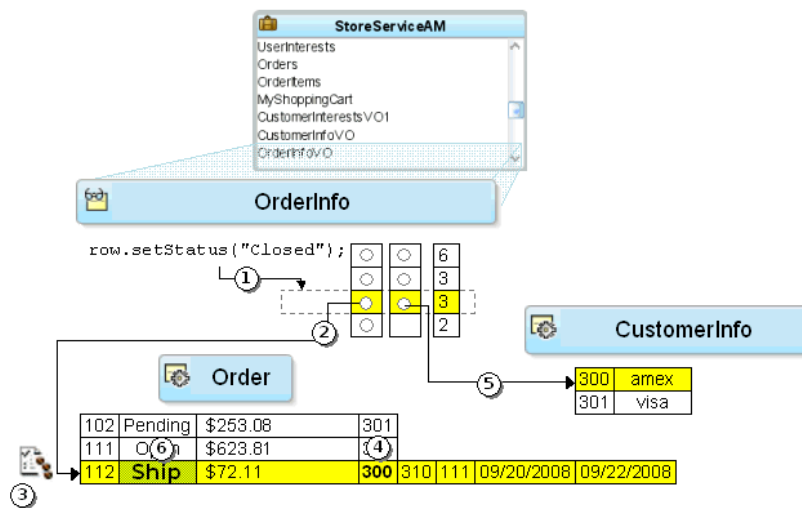 StoreServiceAM
UserInterests
Orders
OrderItems
MyShoppingCart
CustomerInterestsVO1
CustomerInfoVO
OrderInfoVO
OrderInfo
row.setStatus("Closed");
6
1
3
3
2
2
CustomerInfo
5
300 amex
301 visa
Order
102 Pending $253.08 301
111 6 $623.81 4
112 Ship $72.11 300 310 111 09/20/2008 09/22/2008
3